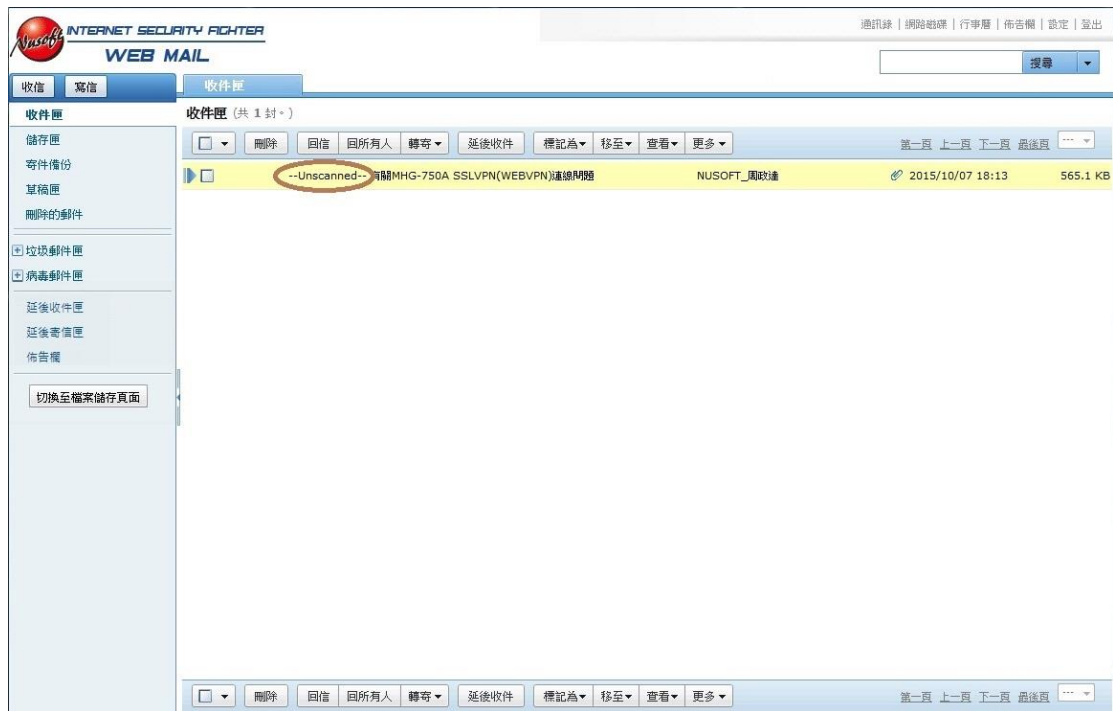 Nusoft INTERNET SECURITY FIGHTER
WEB MAIL
通訊錄 | 網路磁碟 | 行事曆 | 佈告欄 | 設定 | 登出
搜尋
收信 寫信 收件匣
收件匣 收件匣 (共 1 封。)
刪除 回信 回所有人 轉寄 延後收件 標記為 移至 查看 更多 第一頁 上一頁 下一頁 最後頁 ---
--Unscanned--有關MHG-750A SSLVPN(WEBVPN)連線問題 NUSOFT_周政達 2015/10/07 18:13 565.1 KB
儲存匣
寄件備份
草稿匣
刪除的郵件
垃圾郵件匣
病毒郵件匣
延後收件匣
延後寄信匣
佈告欄
切換至檔案儲存頁面
刪除 回信 回所有人 轉寄 延後收件 標記為 移至 查看 更多 第一頁 上一頁 下一頁 最後頁 ---